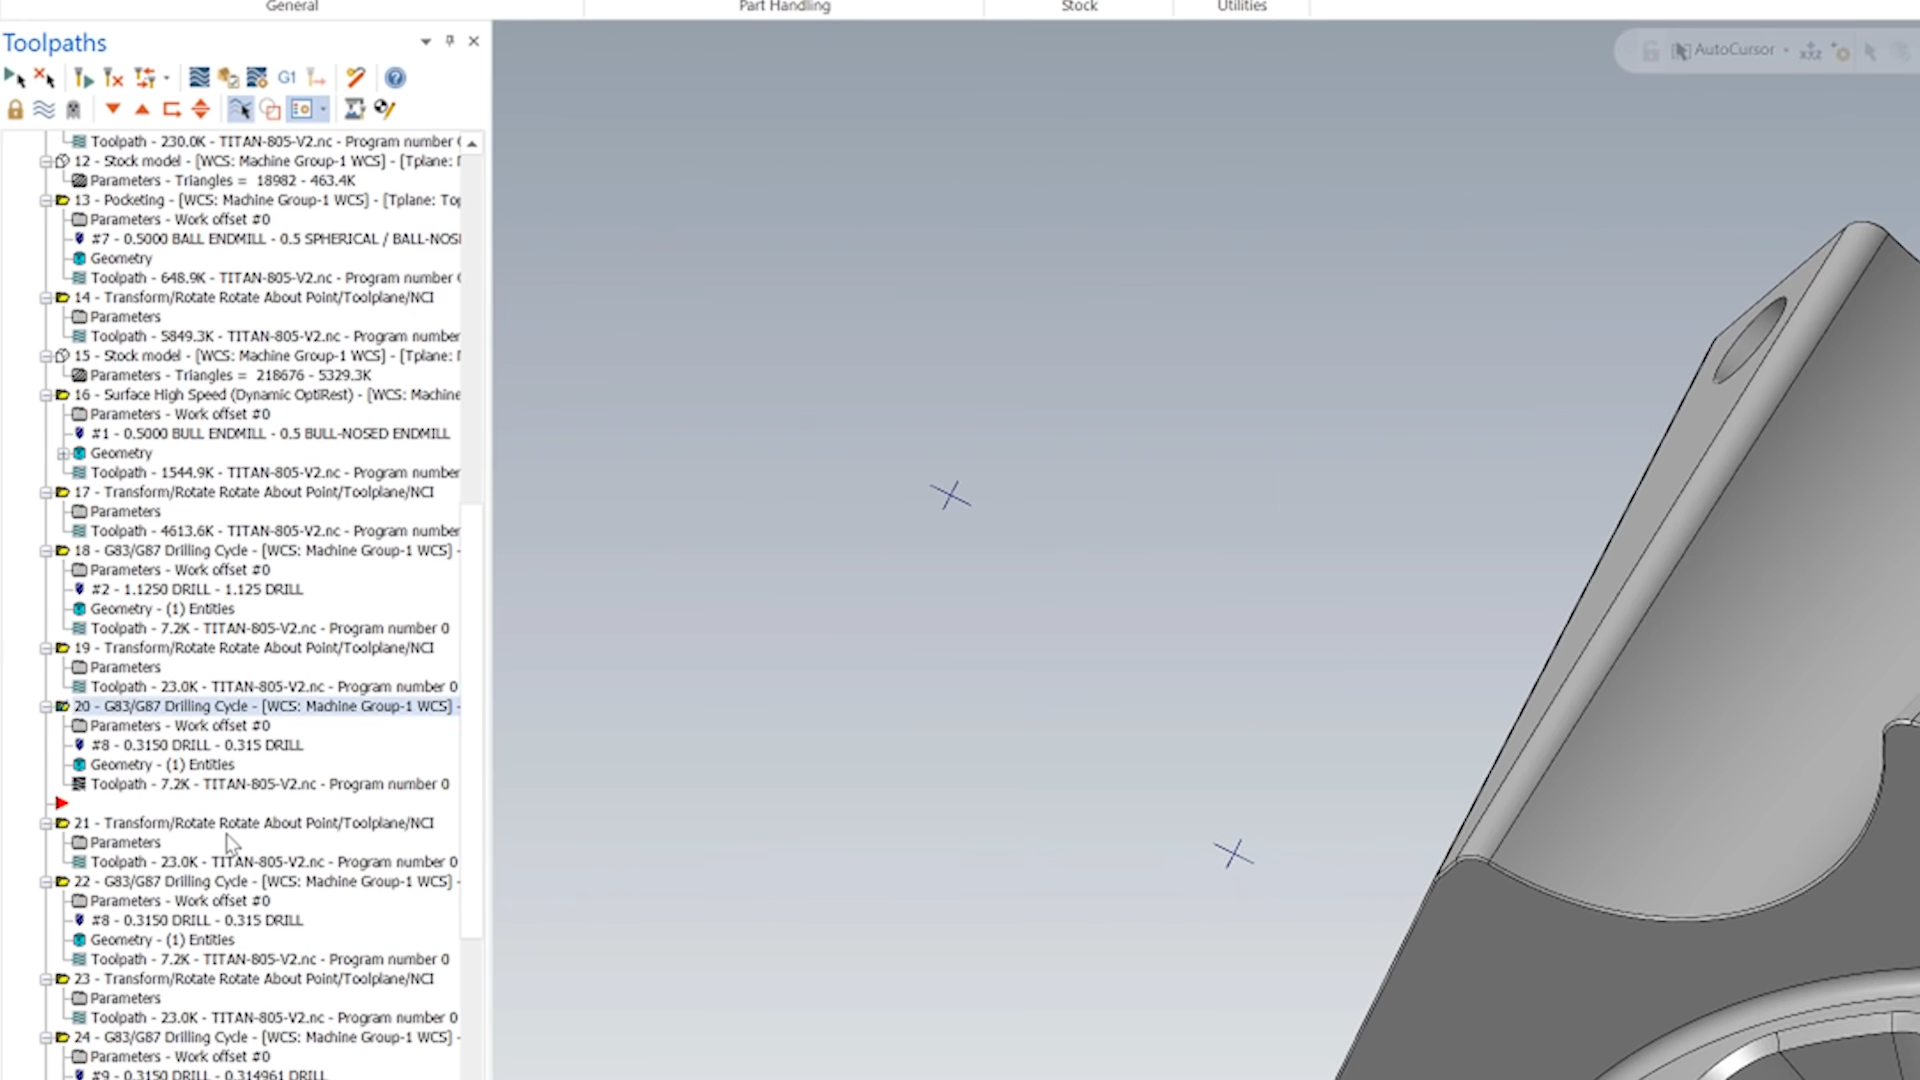 General
Part Handling
Stock
Utilities
Toolpaths
AutoCursor
G1
Toolpath - 230.0K - TITAN-805-V2.nc - Program number
12 - Stock model - [WCS: Machine Group-1 WCS] - [Tplane:
Parameters - Triangles = 18982 - 463.4K
13 - Pocketing - [WCS: Machine Group-1 WCS] - [Tplane: Top
Parameters - Work offset #0
#7 - 0.5000 BALL ENDMILL - 0.5 SPHERICAL / BALL-NOSE
Geometry
Toolpath - 648.9K - TITAN-805-V2.nc - Program number
14 - Transform/Rotate Rotate About Point/Toolplane/NCI
Parameters
Toolpath - 5849.3K - TITAN-805-V2.nc - Program number
15 - Stock model - [WCS: Machine Group-1 WCS] - [Tplane:
Parameters - Triangles = 218676 - 5329.3K
16 - Surface High Speed (Dynamic OptiRest) - [WCS: Machine
Parameters - Work offset #0
#1 - 0.5000 BULL ENDMILL - 0.5 BULL-NOSED ENDMILL
Geometry
Toolpath - 1544.9K - TITAN-805-V2.nc - Program number
17 - Transform/Rotate Rotate About Point/Toolplane/NCI
Parameters
Toolpath - 4613.6K - TITAN-805-V2.nc - Program number
18 - G83/G87 Drilling Cycle - [WCS: Machine Group-1 WCS] -
Parameters - Work offset #0
#2 - 1.1250 DRILL - 1.125 DRILL
Geometry - (1) Entities
Toolpath - 7.2K - TITAN-805-V2.nc - Program number 0
19 - Transform/Rotate Rotate About Point/Toolplane/NCI
Parameters
Toolpath - 23.0K - TITAN-805-V2.nc - Program number 0
20 - G83/G87 Drilling Cycle - [WCS: Machine Group-1 WCS] -
Parameters - Work offset #0
#8 - 0.3150 DRILL - 0.315 DRILL
Geometry - (1) Entities
Toolpath - 7.2K - TITAN-805-V2.nc - Program number 0
21 - Transform/Rotate Rotate About Point/Toolplane/NCI
Parameters
Toolpath - 23.0K - TITAN-805-V2.nc - Program number 0
22 - G83/G87 Drilling Cycle - [WCS: Machine Group-1 WCS] -
Parameters - Work offset #0
#8 - 0.3150 DRILL - 0.315 DRILL
Geometry - (1) Entities
Toolpath - 7.2K - TITAN-805-V2.nc - Program number 0
23 - Transform/Rotate Rotate About Point/Toolplane/NCI
Parameters
Toolpath - 23.0K - TITAN-805-V2.nc - Program number 0
24 - G83/G87 Drilling Cycle - [WCS: Machine Group-1 WCS] -
Parameters - Work offset #0
#9 - 0.3150 DRILL - 0.314961 DRILL